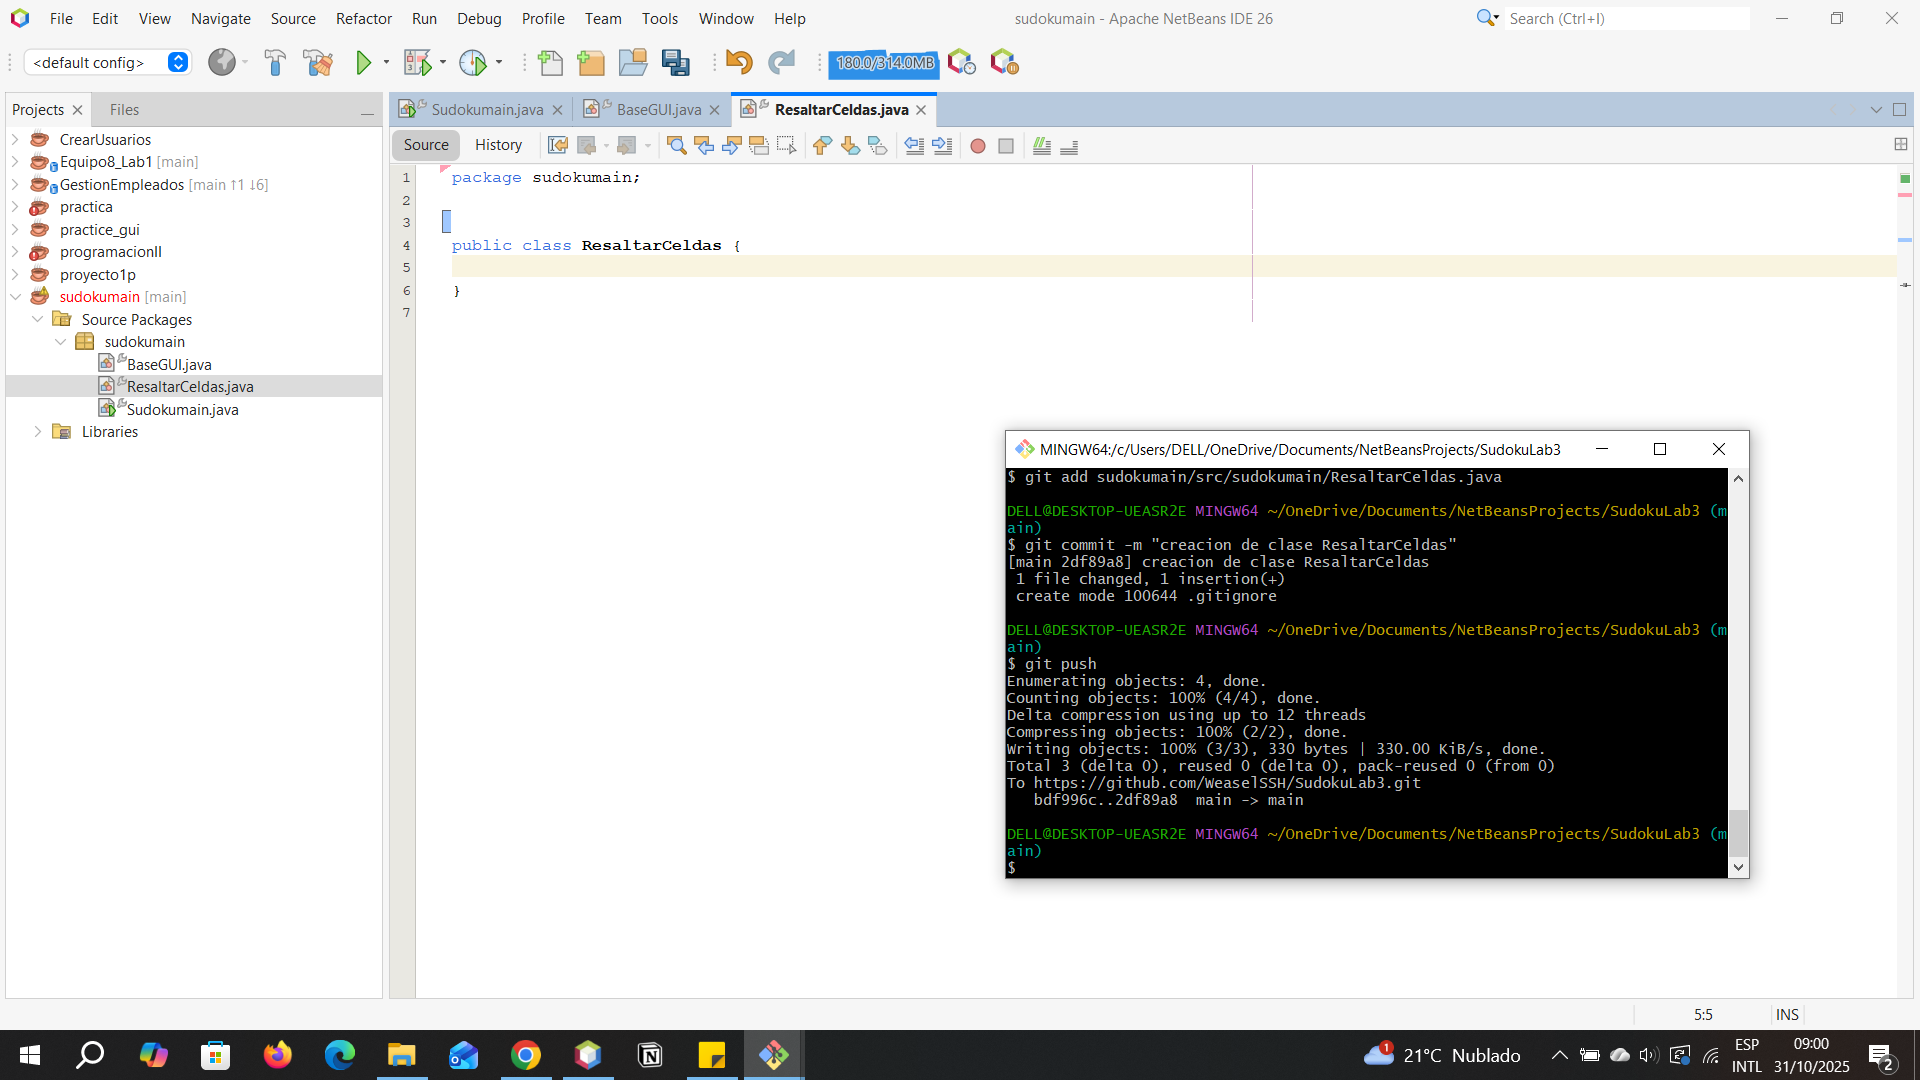 File Edit View Navigate Source Refactor Run Debug Profile Team Tools Window Help
sudokumain - Apache NetBeans IDE 26
Search (Ctrl+I)
<default config>
180.0/314.0MB
Projects
Files
CrearUsuarios
Equipo8_Lab1 [main]
GestionEmpleados [main ↑1 ↓6]
practica
practice_gui
programacionII
proyecto1p
sudokumain [main]
Source Packages
sudokumain
BaseGUI.java
ResaltarCeldas.java
Sudokumain.java
Libraries
Sudokumain.java
BaseGUI.java
ResaltarCeldas.java
Source
History
1 package sudokumain;
2
3
4 public class ResaltarCeldas {
5
6 }
7
MINGW64:/c/Users/DELL/OneDrive/Documents/NetBeansProjects/SudokuLab3
$ git add sudokumain/src/sudokumain/ResaltarCeldas.java
DELL@DESKTOP-UEASR2E MINGW64 ~/OneDrive/Documents/NetBeansProjects/SudokuLab3 (m
ain)
$ git commit -m "creacion de clase ResaltarCeldas"
[main 2df89a8] creacion de clase ResaltarCeldas
1 file changed, 1 insertion(+)
create mode 100644 .gitignore
DELL@DESKTOP-UEASR2E MINGW64 ~/OneDrive/Documents/NetBeansProjects/SudokuLab3 (m
ain)
$ git push
Enumerating objects: 4, done.
Counting objects: 100% (4/4), done.
Delta compression using up to 12 threads
Compressing objects: 100% (2/2), done.
Writing objects: 100% (3/3), 330 bytes | 330.00 KiB/s, done.
Total 3 (delta 0), reused 0 (delta 0), pack-reused 0 (from 0)
To https://github.com/WeaselSSH/SudokuLab3.git
bdf996c..2df89a8 main -> main
DELL@DESKTOP-UEASR2E MINGW64 ~/OneDrive/Documents/NetBeansProjects/SudokuLab3 (m
ain)
$
5:5
INS
1
21°C Nublado
ESP
INTL
09:00
31/10/2025
2